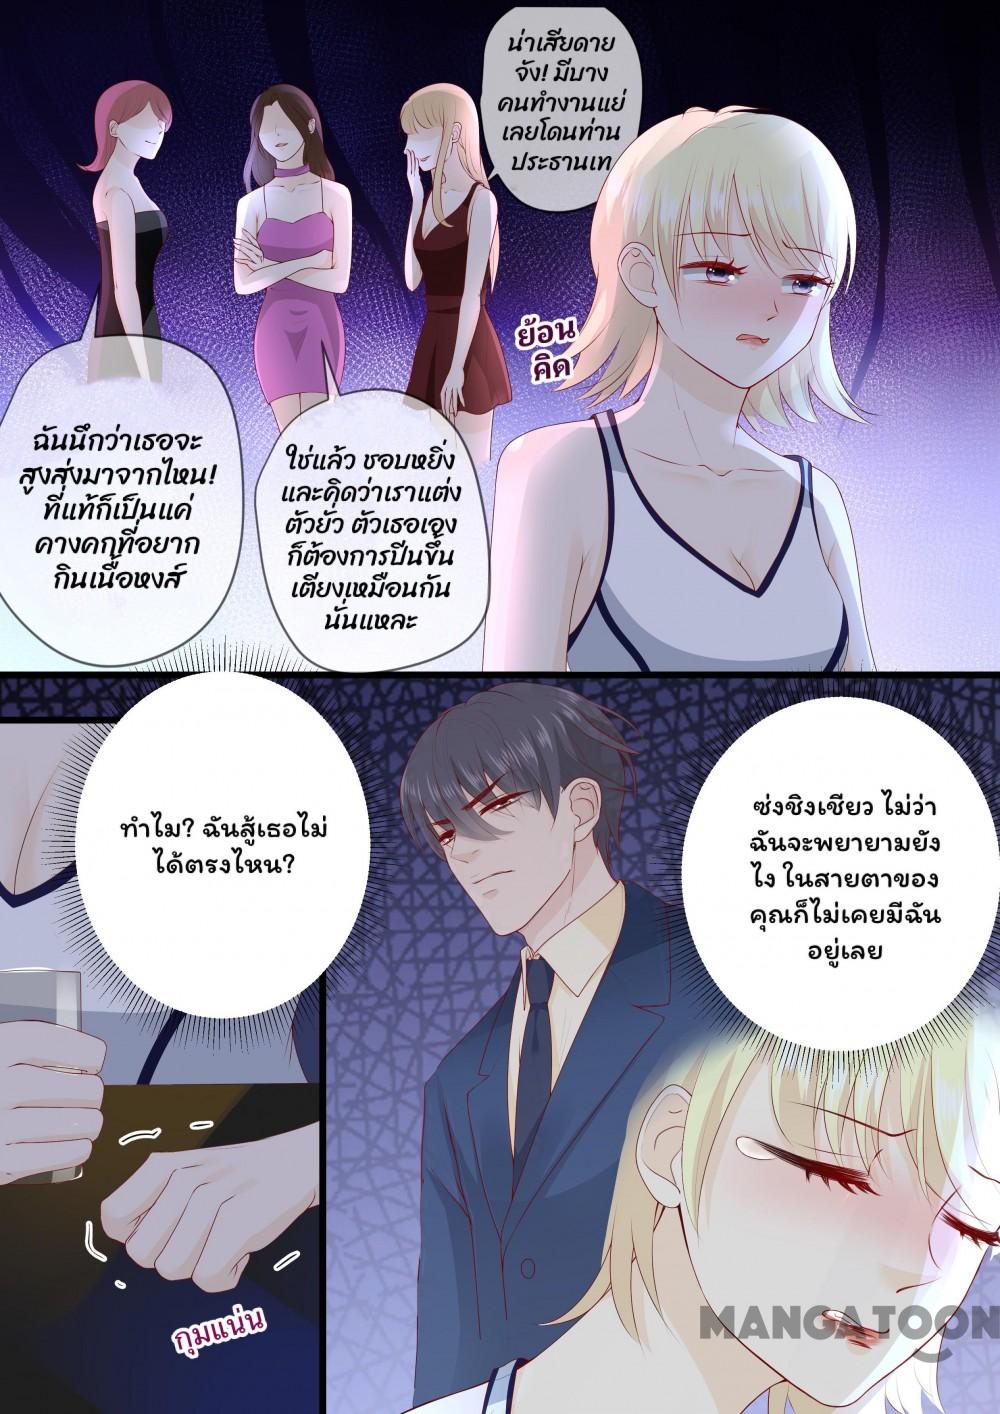 น่าเสียดาย
จัง! มีบาง
คนทำงานแย่
เลยโดนท่าน
ประธานเท
ย้อน
คิด
ฉันนึกว่าเธอจะ
สูงส่งมาจากไหน!
ที่แท้ก็เป็นแค่
คางคกที่อยาก
กินเนื้อหงส์
ใช่แล้ว ชอบหยิ่ง
และคิดว่าเราแต่ง
ตัวยั่ว ตัวเธอเอง
ก็ต้องการปีนขึ้น
เตียงเหมือนกัน
นั่นแหละ
ทำไม? ฉันสู้เธอไม่
ได้ตรงไหน?
ซ่งชิงเชียว ไม่ว่า
ฉันจะพยายามยัง
ไง ในสายตาของ
คุณก็ไม่เคยมีฉัน
อยู่เลย
กุมแน่น
MANGATOON